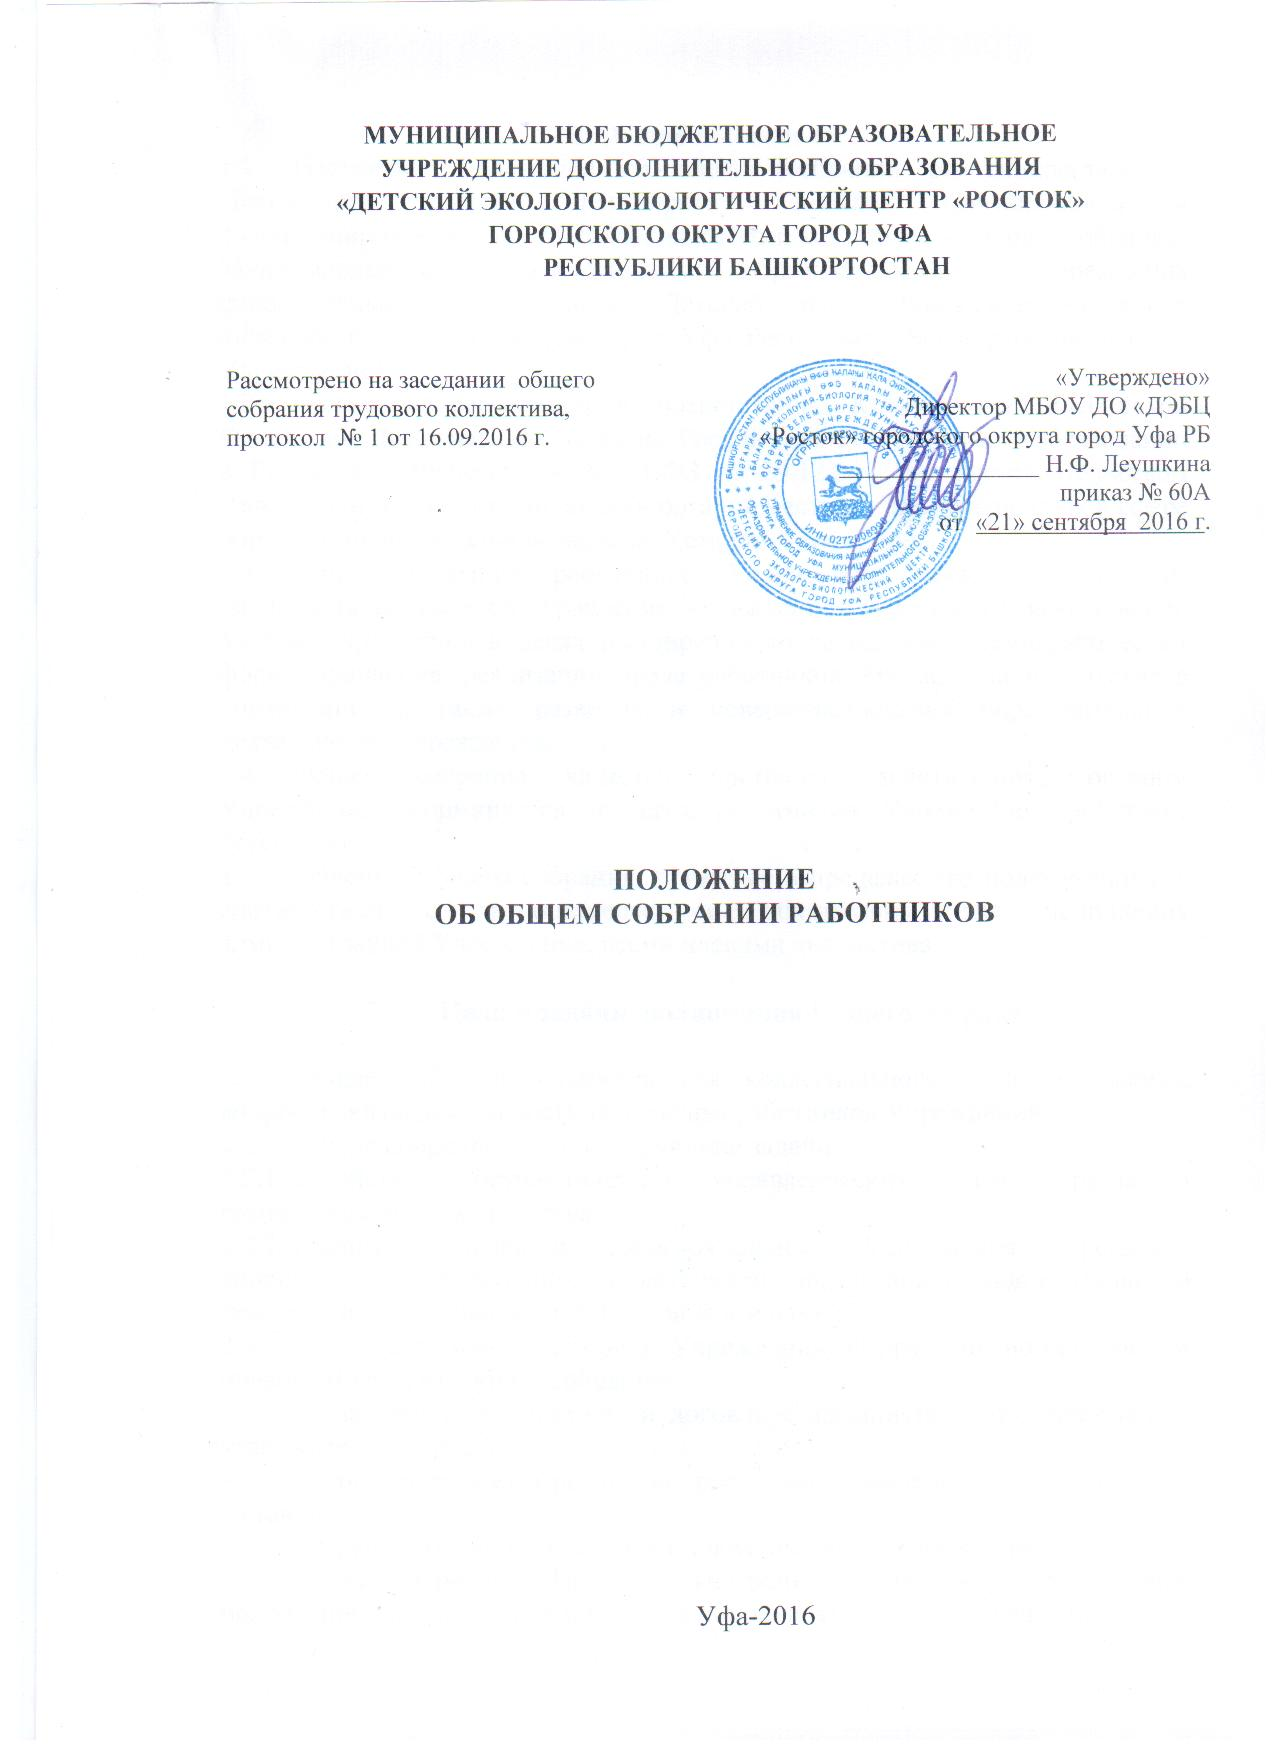 МУНИЦИПАЛЬНОЕ БЮДЖЕТНОЕ ОБРАЗОВАТЕЛЬНОЕ
УЧРЕЖДЕНИЕ ДОПОЛНИТЕЛЬНОГО ОБРАЗОВАНИЯ
«ДЕТСКИЙ ЭКОЛОГО-БИОЛОГИЧЕСКИЙ ЦЕНТР «РОСТОК»
ГОРОДСКОГО ОКРУГА ГОРОД УФА
РЕСПУБЛИКИ БАШКОРТОСТАН
Рассмотрено на заседании общего
собрания трудового коллектива,
протокол № 1 от 16.09.2016 г.
«Утверждено»
Директор МБОУ ДО «ДЭБЦ
«Росток» городского округа город Уфа РБ
Н.Ф. Леушкина
приказ № 60А
от «21» сентября 2016 г.
ПОЛОЖЕНИЕ
ОБ ОБЩЕМ СОБРАНИИ РАБОТНИКОВ
Уфа-2016